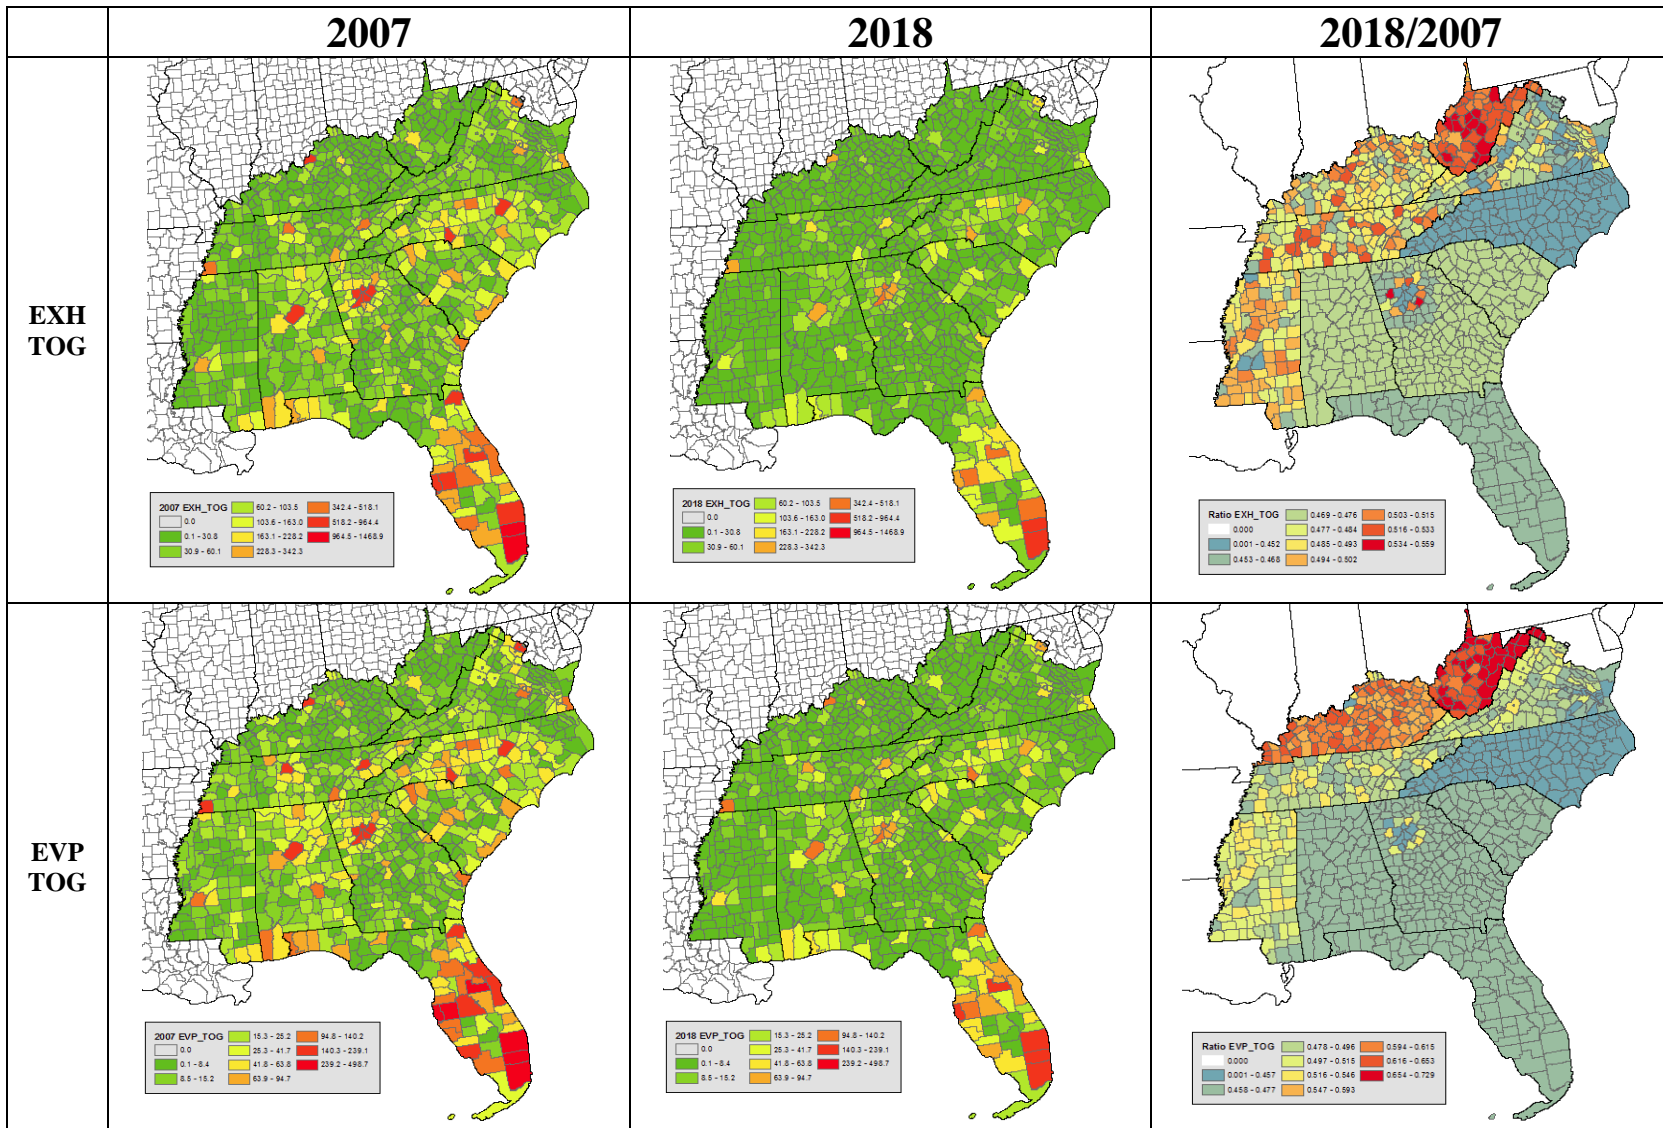 2007
2018
2018/2007
EXH
TOG
2007 EXH_TOG
0.0
0.1 - 30.8
30.9 - 60.1
60.2 - 103.5
103.6 - 163.0
163.1 - 228.2
228.3 - 342.3
342.4 - 518.1
518.2 - 964.4
964.5 - 1468.9
2018 EXH_TOG
0.0
0.1 - 30.8
30.9 - 60.1
60.2 - 103.5
103.6 - 163.0
163.1 - 228.2
228.3 - 342.3
342.4 - 518.1
518.2 - 964.4
964.5 - 1468.9
Ratio EXH_TOG
0.000
0.001 - 0.452
0.453 - 0.468
0.469 - 0.476
0.477 - 0.484
0.485 - 0.493
0.494 - 0.502
0.503 - 0.515
0.516 - 0.533
0.534 - 0.559
EVP
TOG
2007 EVP_TOG
0.0
0.1 - 8.4
8.5 - 15.2
15.3 - 25.2
25.3 - 41.7
41.8 - 63.8
63.9 - 94.7
94.8 - 140.2
140.3 - 239.1
239.2 - 498.7
2018 EVP_TOG
0.0
0.1 - 8.4
8.5 - 15.2
15.3 - 25.2
25.3 - 41.7
41.8 - 63.8
63.9 - 94.7
94.8 - 140.2
140.3 - 239.1
239.2 - 498.7
Ratio EVP_TOG
0.000
0.001 - 0.457
0.458 - 0.477
0.478 - 0.496
0.497 - 0.515
0.516 - 0.546
0.547 - 0.593
0.594 - 0.615
0.616 - 0.653
0.654 - 0.729